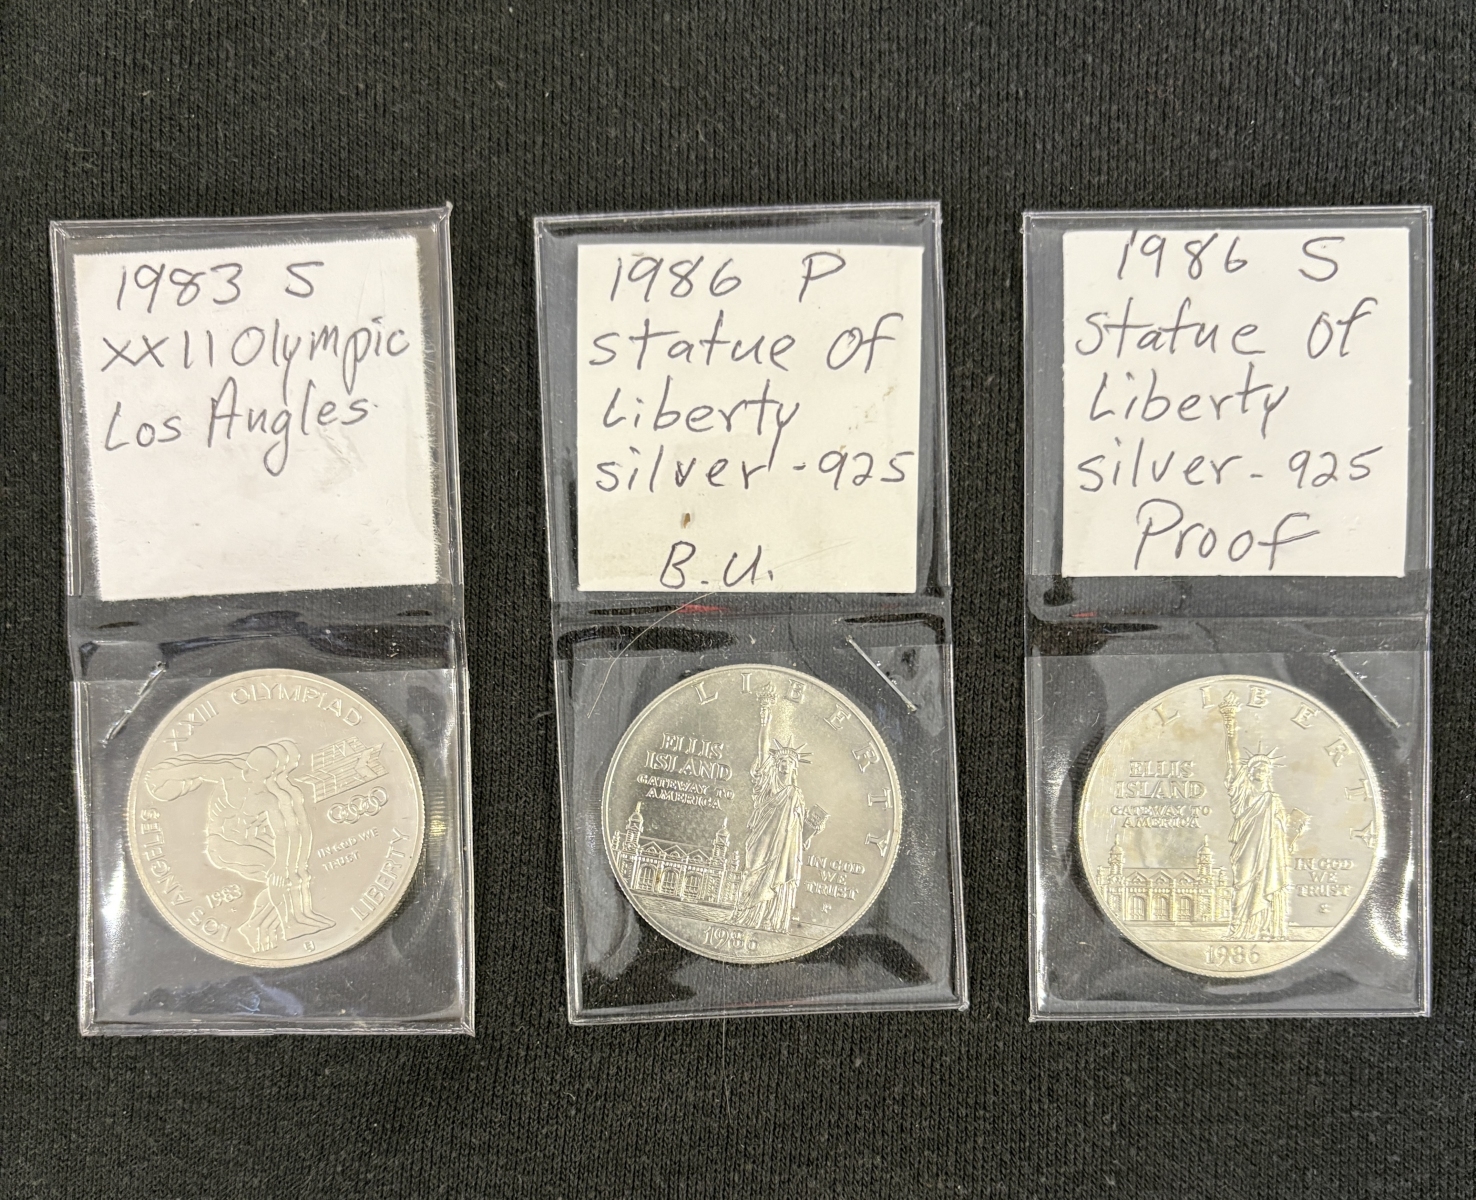 1983 S
XXII Olympic
Los Angles
1986 P
Statue Of
Liberty
silver - 925
B.U.
1986 S
Statue Of
Liberty
silver - 925
Proof
XXIII OLYMPIAD
LOS ANGELES
1983
IN GOD WE
TRUST
LIBERTY
LIBERTY
ELLIS
ISLAND
GATEWAY TO
AMERICA
IN GOD
WE
TRUST
P
1986
LIBERTY
ELLIS
ISLAND
GATEWAY TO
AMERICA
IN GOD
WE
TRUST
S
1986